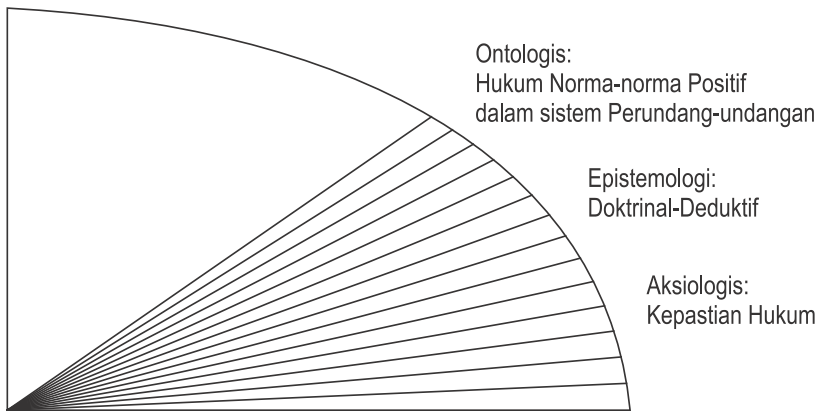 Ontologis:
Hukum Norma-norma Positif
dalam sistem Perundang-undangan
Epistemologi:
Doktrinal-Deduktif
Aksiologis:
Kepastian Hukum